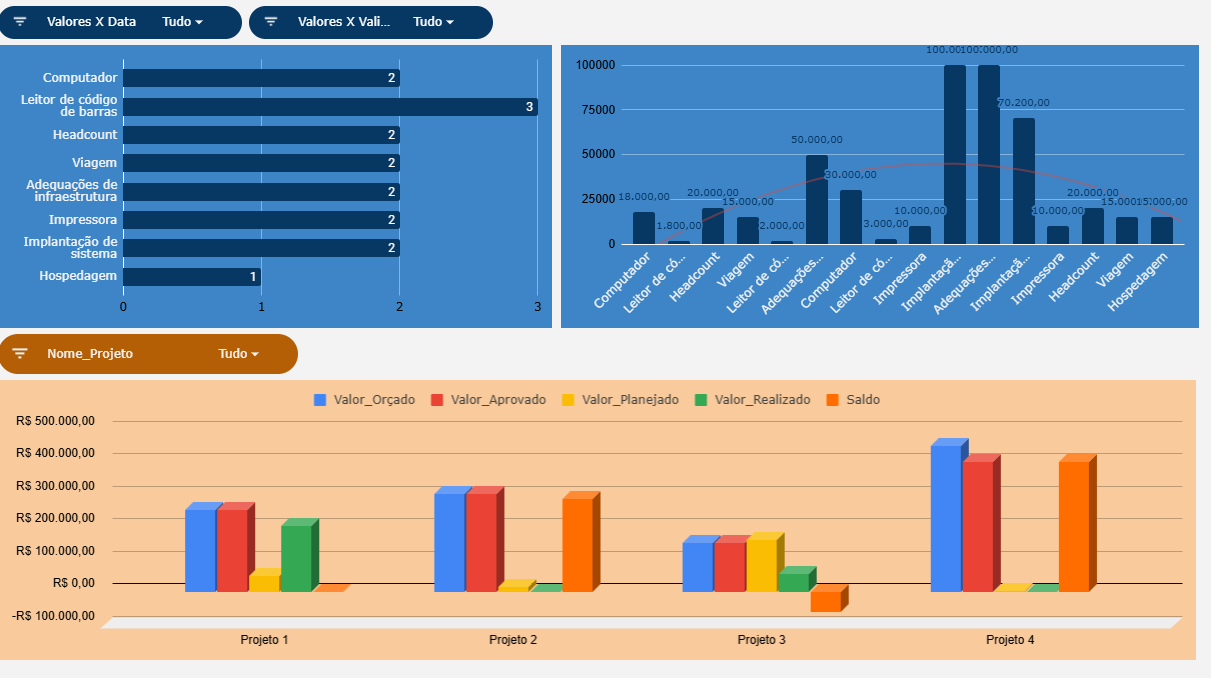 Valores X Data Tudo
Valores X Vali... Tudo
Computador 2
Leitor de código
de barras 3
Headcount 2
Viagem 2
Adequações de
infraestrutura 2
Impressora 2
Implantação de
sistema 2
Hospedagem 1
0 1 2 3
100000
75000
50000
25000
0
18.000,00
1.800,00
20.000,00
15.000,00
2.000,00
50.000,00
30.000,00
3.000,00
10.000,00
100.000,00
70.200,00
10.000,00
20.000,00
15.000,00
Computador
Leitor de có...
Headcount
Viagem
Leitor de có...
Adequações...
Computador
Leitor de có...
Impressora
Implantaçã...
Adequações...
Implantaçã...
Impressora
Headcount
Viagem
Hospedagem
Nome_Projeto Tudo
Valor_Orçado Valor_Aprovado Valor_Planejado Valor_Realizado Saldo
R$ 500.000,00
R$ 400.000,00
R$ 300.000,00
R$ 200.000,00
R$ 100.000,00
R$ 0,00
-R$ 100.000,00
Projeto 1 Projeto 2 Projeto 3 Projeto 4